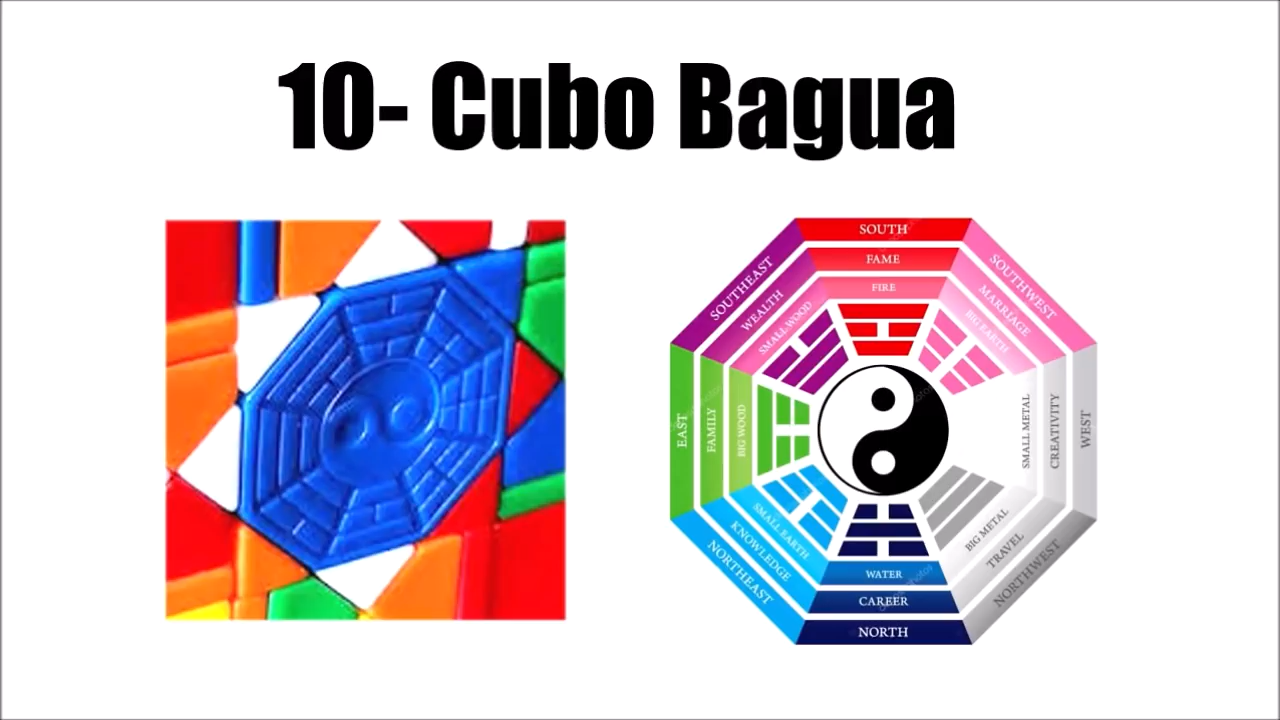 10- Cubo Bagua
SOUTH
FAME
FIRE
SOUTHWEST
MARRIAGE
BIG EARTH
WEST
CREATIVITY
SMALL METAL
NORTHWEST
TRAVEL
BIG METAL
NORTH
CAREER
WATER
NORTHEAST
KNOWLEDGE
SMALL EARTH
EAST
FAMILY
BIG WOOD
SOUTHEAST
WEALTH
SMALL WOOD